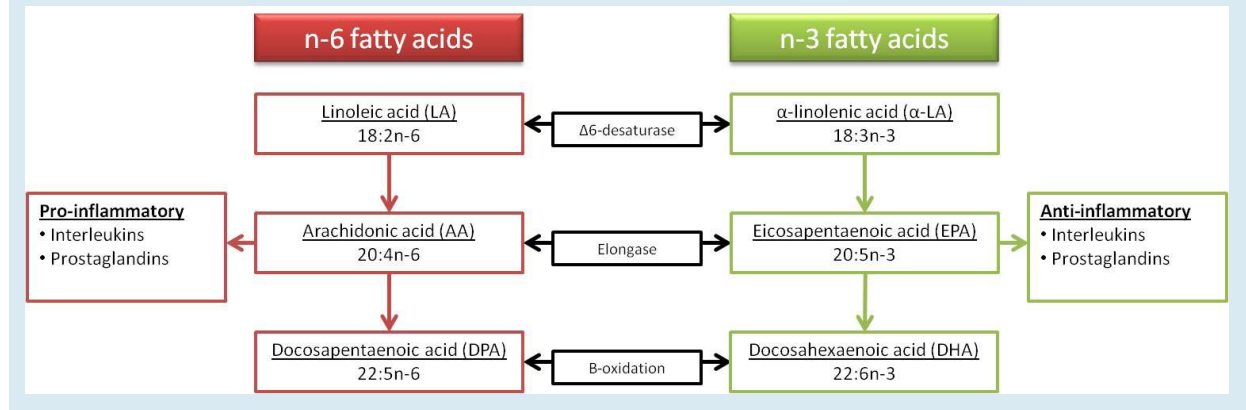 n-6 fatty acids
n-3 fatty acids
Linoleic acid (LA)
18:2n-6
Δ6-desaturase
α-linolenic acid (α-LA)
18:3n-3
Pro-inflammatory
• Interleukins
• Prostaglandins
Arachidonic acid (AA)
20:4n-6
Elongase
Eicosapentaenoic acid (EPA)
20:5n-3
Anti-inflammatory
• Interleukins
• Prostaglandins
Docosapentaenoic acid (DPA)
22:5n-6
B-oxidation
Docosahexaenoic acid (DHA)
22:6n-3